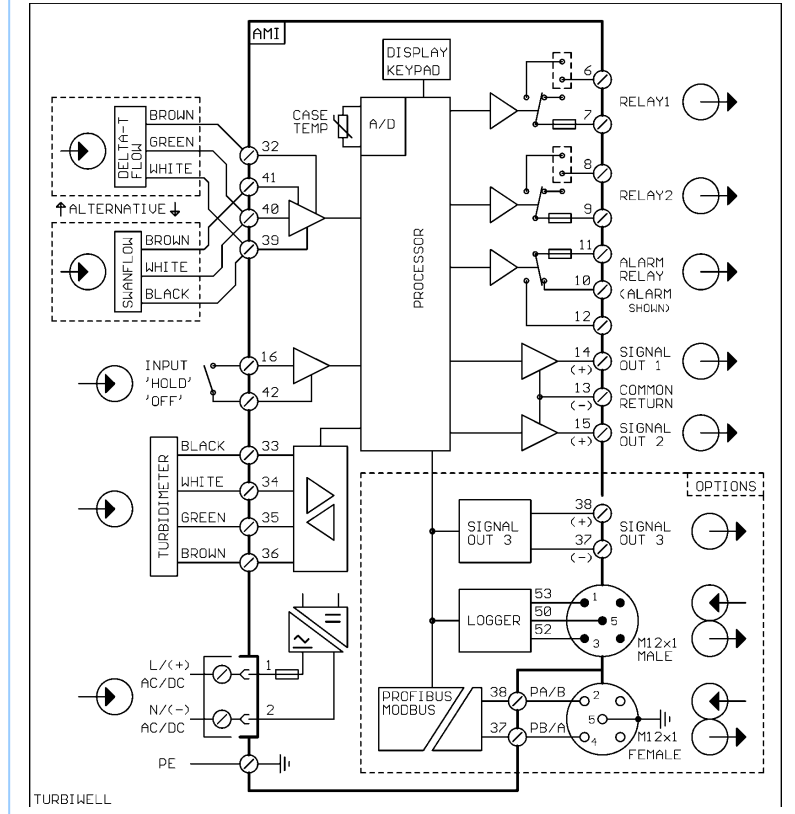 AMI
DISPLAY
KEYPAD
CASE
TEMP
A/D
PROCESSOR
DELTA-T
FLOW
BROWN
GREEN
WHITE
ALTERNATIVE
SWANFLOW
BROWN
WHITE
BLACK
32
41
40
39
INPUT
'HOLD'
'OFF'
16
42
TURBIDIMETER
BLACK
WHITE
GREEN
BROWN
33
34
35
36
L/(+)
AC/DC
N/(-)
AC/DC
1
2
PE
6
RELAY1
7
8
RELAY2
9
11
ALARM
RELAY
10
(ALARM
SHOWN)
12
14
(+)
SIGNAL
OUT 1
13
(-)
COMMON
RETURN
15
(+)
SIGNAL
OUT 2
OPTIONS
SIGNAL
OUT 3
38
(+)
37
(-)
SIGNAL
OUT 3
LOGGER
53
50
52
1
5
3
M12x1
MALE
PROFIBUS
MODBUS
38
PA/B
37
PB/A
2
5
4
M12x1
FEMALE
TURBIWELL